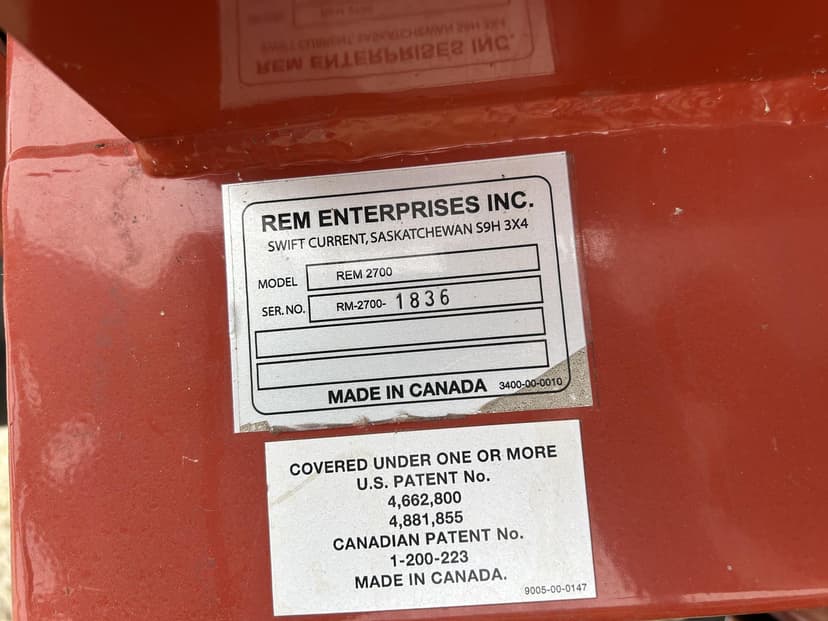 REM ENTERPRISES INC.
SWIFT CURRENT, SASKATCHEWAN S9H 3X4
MODEL REM 2700
SER. NO. RM-2700- 1836
MADE IN CANADA 3400-00-0010
COVERED UNDER ONE OR MORE
U.S. PATENT No.
4,662,800
4,881,855
CANADIAN PATENT No.
1-200-223
MADE IN CANADA.
9005-00-0147